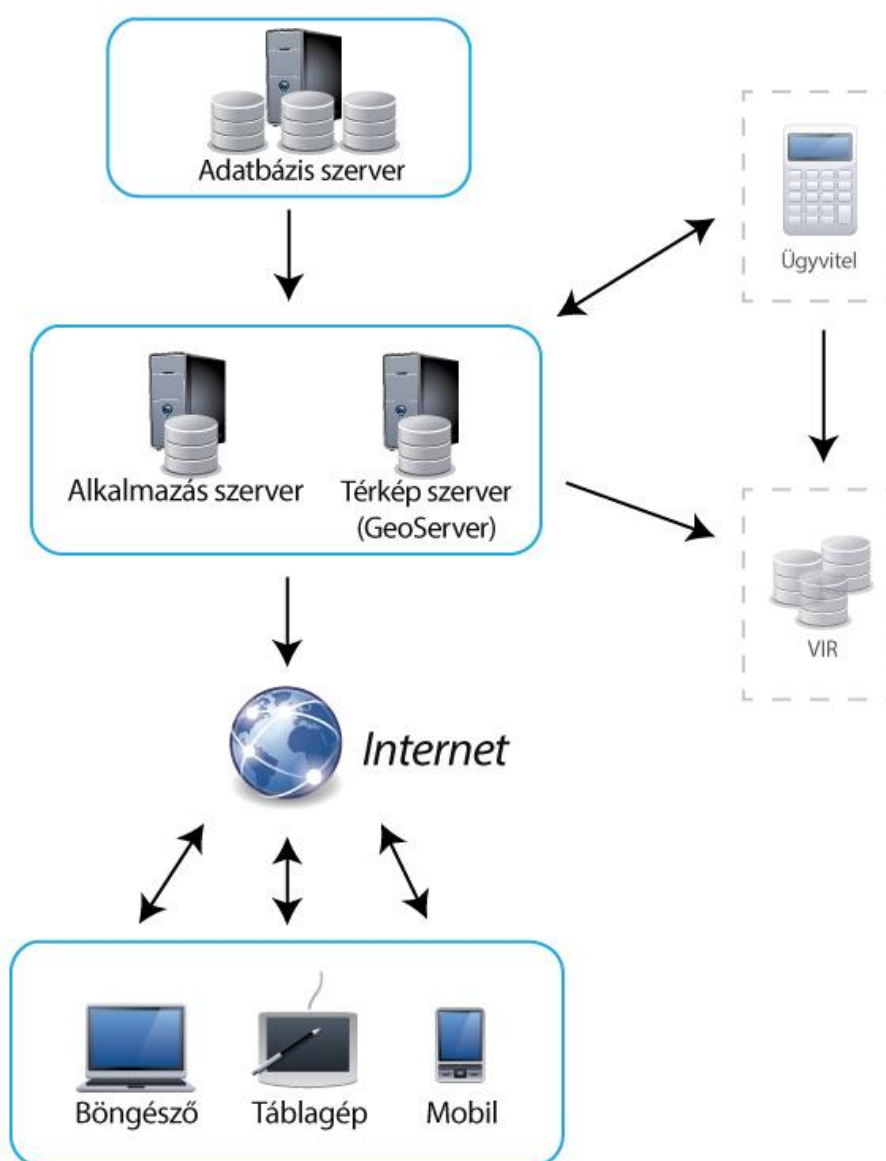 Adatbázis szerver
Ügyvitel
Alkalmazás szerver
Térkép szerver
(GeoServer)
VIR
Internet
Böngésző
Táblagép
Mobil